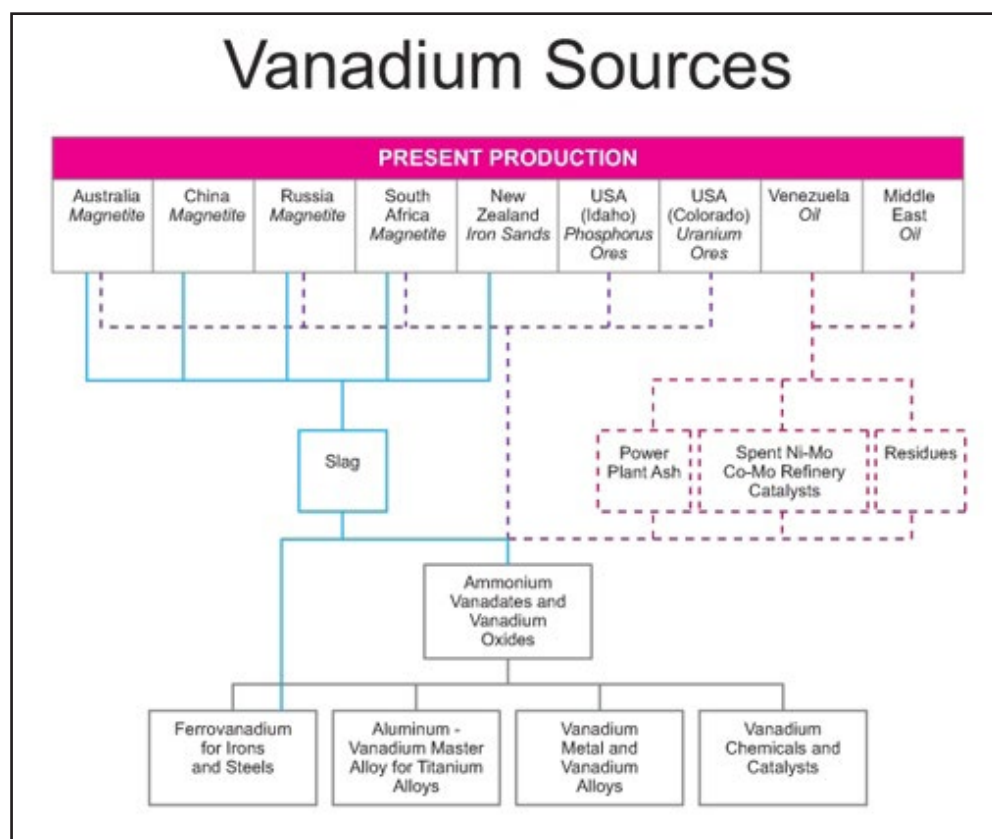 Vanadium Sources
PRESENT PRODUCTION
Australia
Magnetite
China
Magnetite
Russia
Magnetite
South
Africa
Magnetite
New
Zealand
Iron Sands
USA
(Idaho)
Phosphorus
Ores
USA
(Colorado)
Uranium
Ores
Venezuela
Oil
Middle
East
Oil
Slag
Power
Plant Ash
Spent Ni-Mo
Co-Mo Refinery
Catalysts
Residues
Ammonium
Vanadates and
Vanadium
Oxides
Ferrovanadium
for Irons
and Steels
Aluminum -
Vanadium Master
Alloy for Titanium
Alloys
Vanadium
Metal and
Vanadium
Alloys
Vanadium
Chemicals and
Catalysts